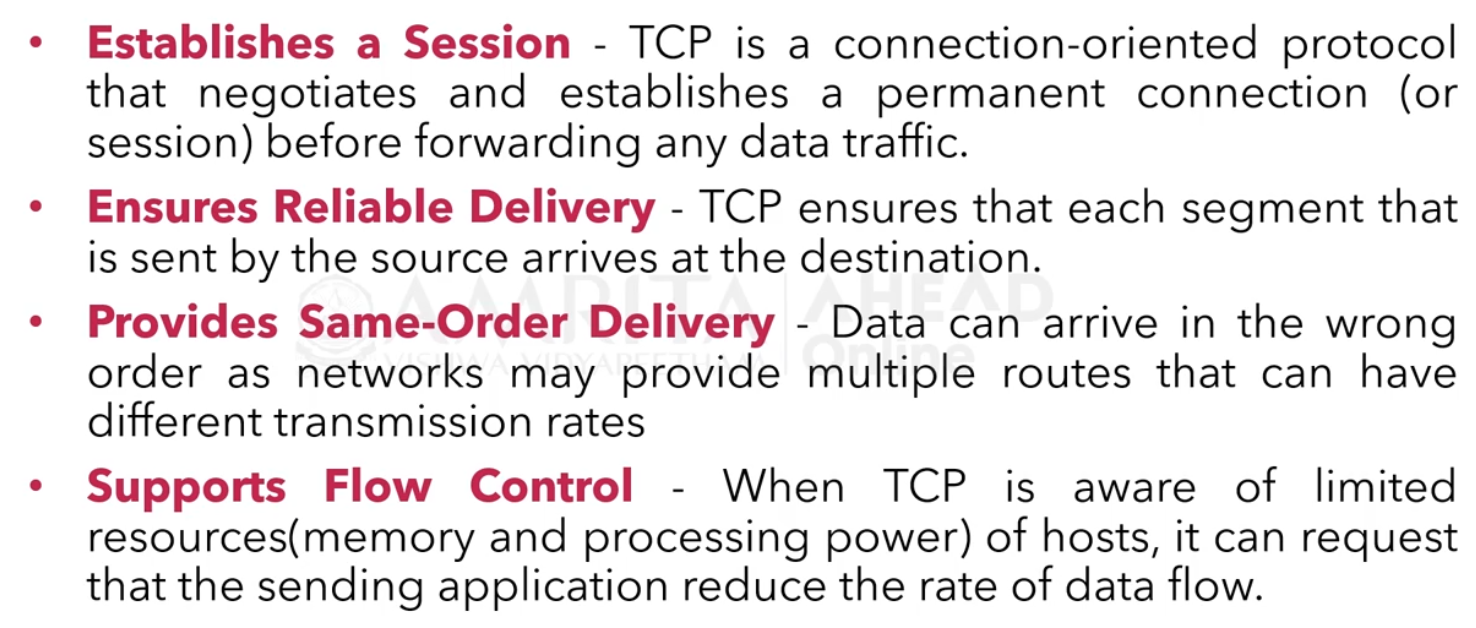 • Establishes a Session - TCP is a connection-oriented protocol
that negotiates and establishes a permanent connection (or
session) before forwarding any data traffic.
• Ensures Reliable Delivery - TCP ensures that each segment that
is sent by the source arrives at the destination.
• Provides Same-Order Delivery - Data can arrive in the wrong
order as networks may provide multiple routes that can have
different transmission rates
• Supports Flow Control - When TCP is aware of limited
resources(memory and processing power) of hosts, it can request
that the sending application reduce the rate of data flow.
AMRITA AHEAD
VISHWA VIDYAPEETHAM Online